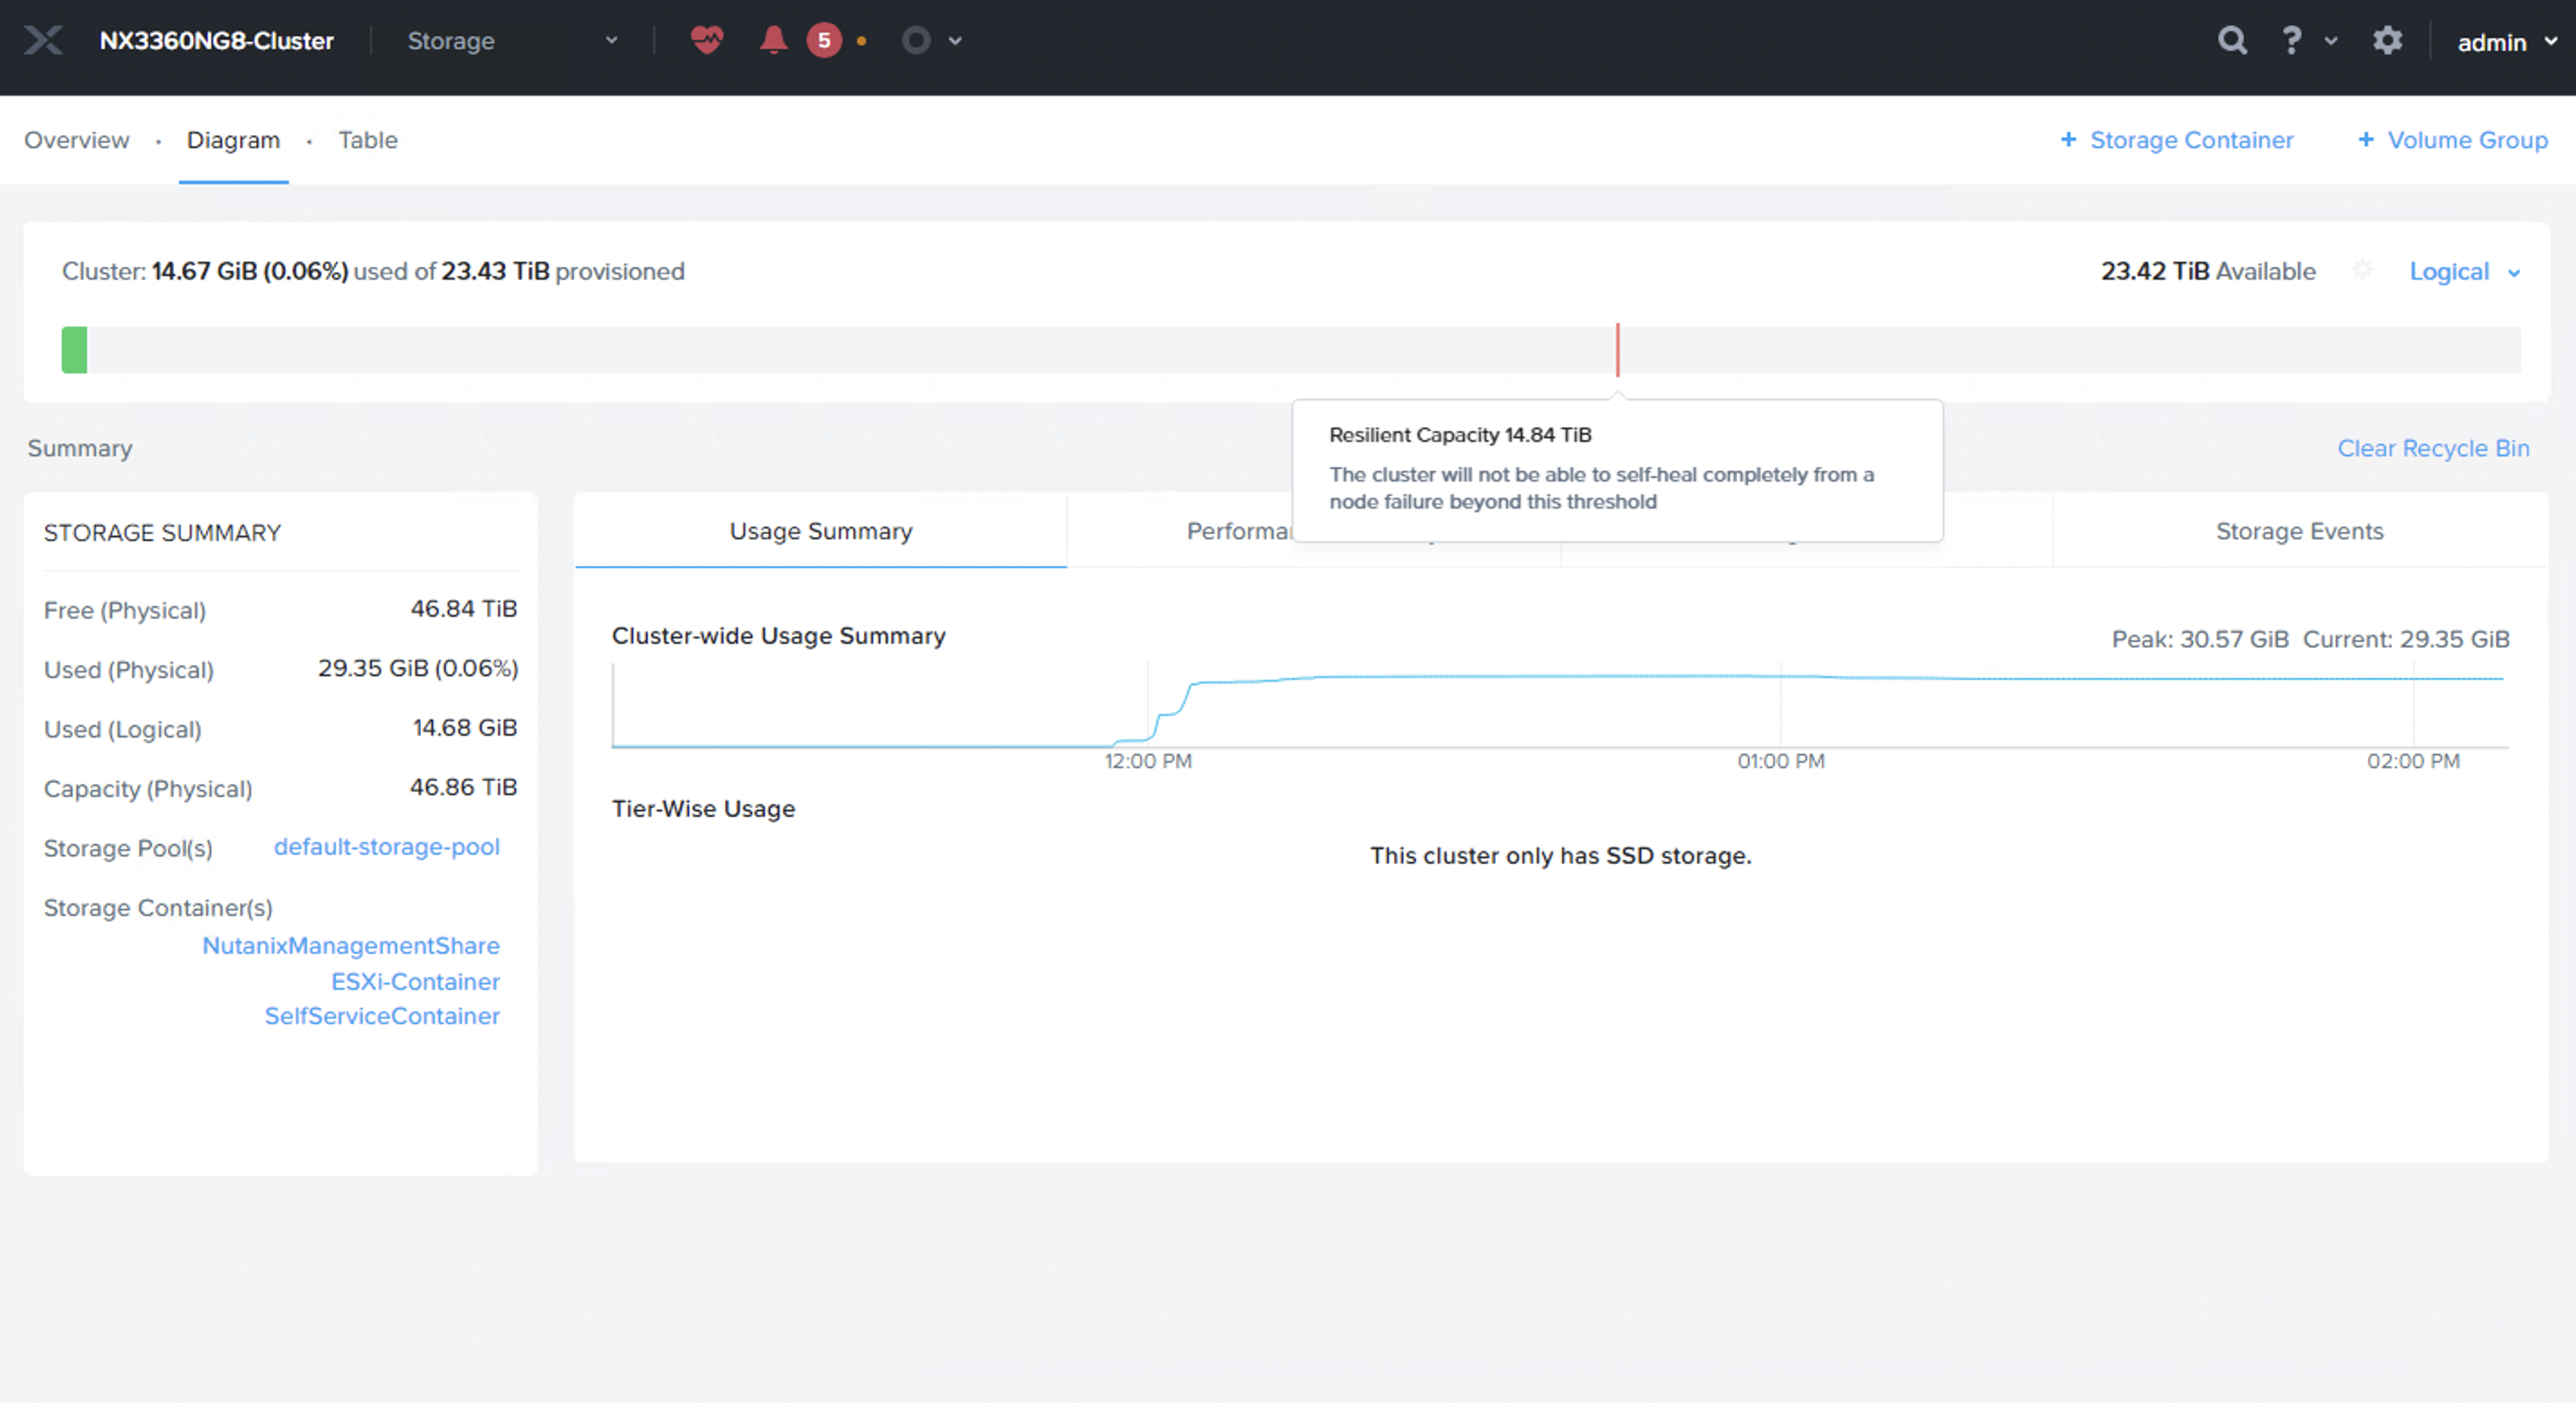 NX3360NG8-Cluster Storage 5 ? admin
Overview · Diagram · Table + Storage Container + Volume Group
Cluster: 14.67 GiB (0.06%) used of 23.43 TiB provisioned 23.42 TiB Available Logical
Resilient Capacity 14.84 TiB
The cluster will not be able to self-heal completely from a
node failure beyond this threshold
Summary Clear Recycle Bin
STORAGE SUMMARY
Free (Physical) 46.84 TiB
Used (Physical) 29.35 GiB (0.06%)
Used (Logical) 14.68 GiB
Capacity (Physical) 46.86 TiB
Storage Pool(s) default-storage-pool
Storage Container(s)
NutanixManagementShare
ESXi-Container
SelfServiceContainer
Usage Summary Storage Events
Cluster-wide Usage Summary Peak: 30.57 GiB Current: 29.35 GiB
12:00 PM 01:00 PM 02:00 PM
Tier-Wise Usage
This cluster only has SSD storage.